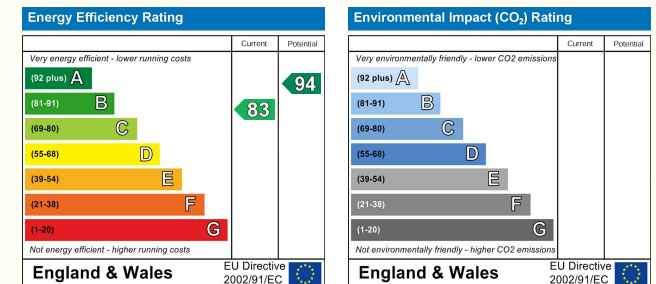 Energy Efficiency Rating
Current Potential
Very energy efficient - lower running costs
(92 plus) A
(81-91) B
(69-80) C
(55-68) D
(39-54) E
(21-38) F
(1-20) G
83
94
Not energy efficient - higher running costs
England & Wales
EU Directive
2002/91/EC
Environmental Impact (CO₂) Rating
Current Potential
Very environmentally friendly - lower CO2 emissions
(92 plus) A
(81-91) B
(69-80) C
(55-68) D
(39-54) E
(21-38) F
(1-20) G
Not environmentally friendly - higher CO2 emissions
England & Wales
EU Directive
2002/91/EC